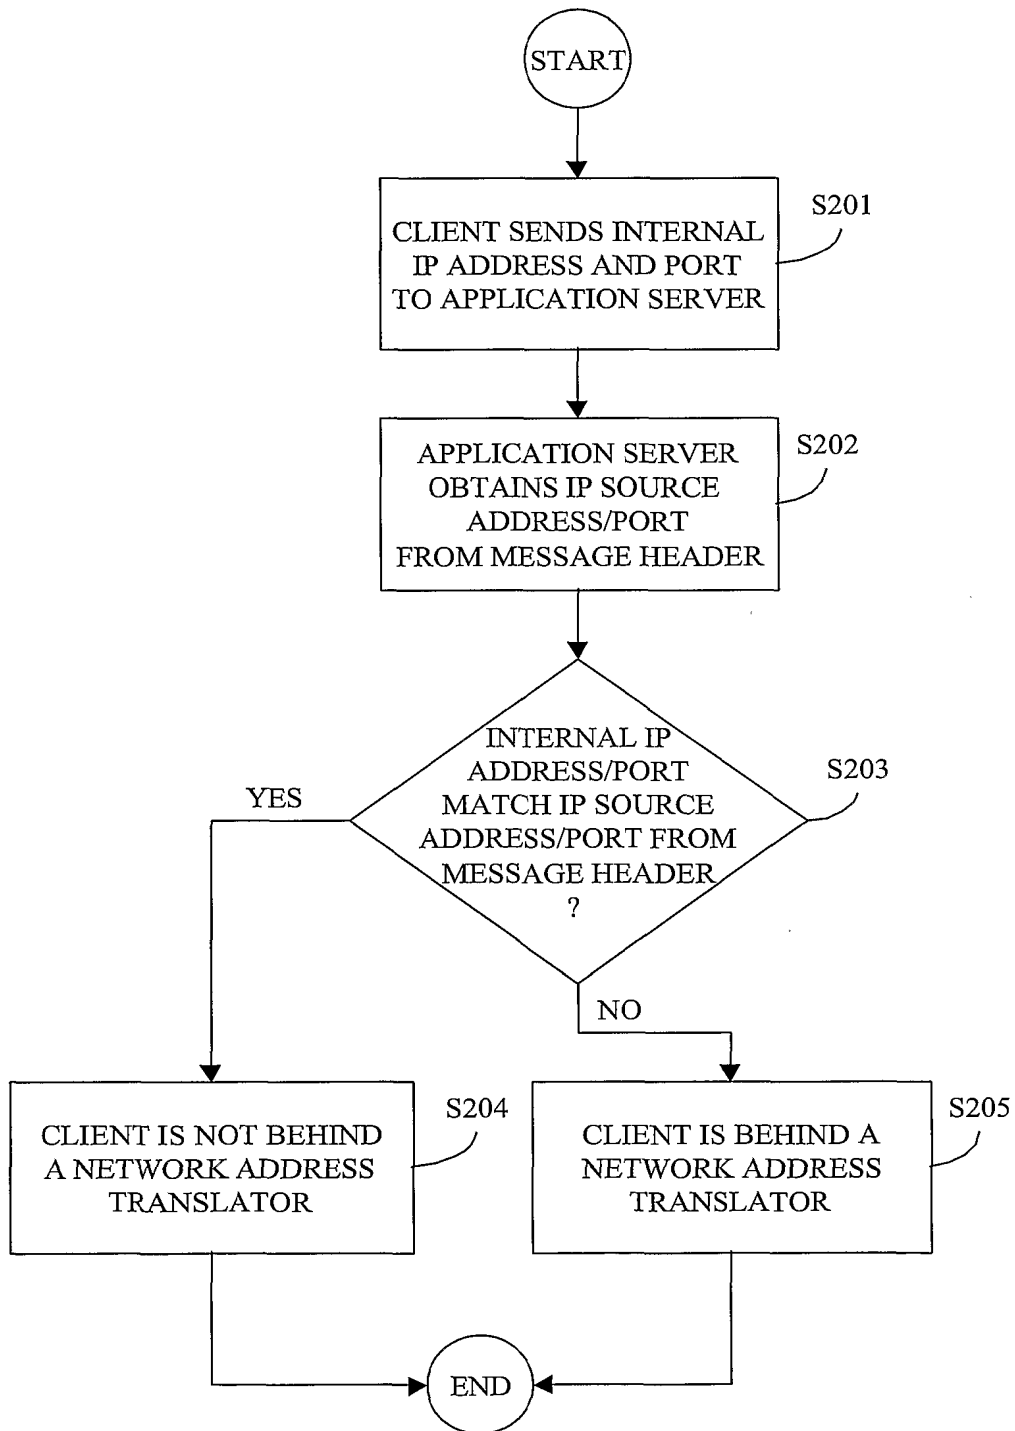 START
S201
CLIENT SENDS INTERNAL
IP ADDRESS AND PORT
TO APPLICATION SERVER
S202
APPLICATION SERVER
OBTAINS IP SOURCE
ADDRESS/PORT
FROM MESSAGE HEADER
S203
INTERNAL IP
ADDRESS/PORT
MATCH IP SOURCE
ADDRESS/PORT FROM
MESSAGE HEADER
?
YES
NO
S204
CLIENT IS NOT BEHIND
A NETWORK ADDRESS
TRANSLATOR
S205
CLIENT IS BEHIND A
NETWORK ADDRESS
TRANSLATOR
END